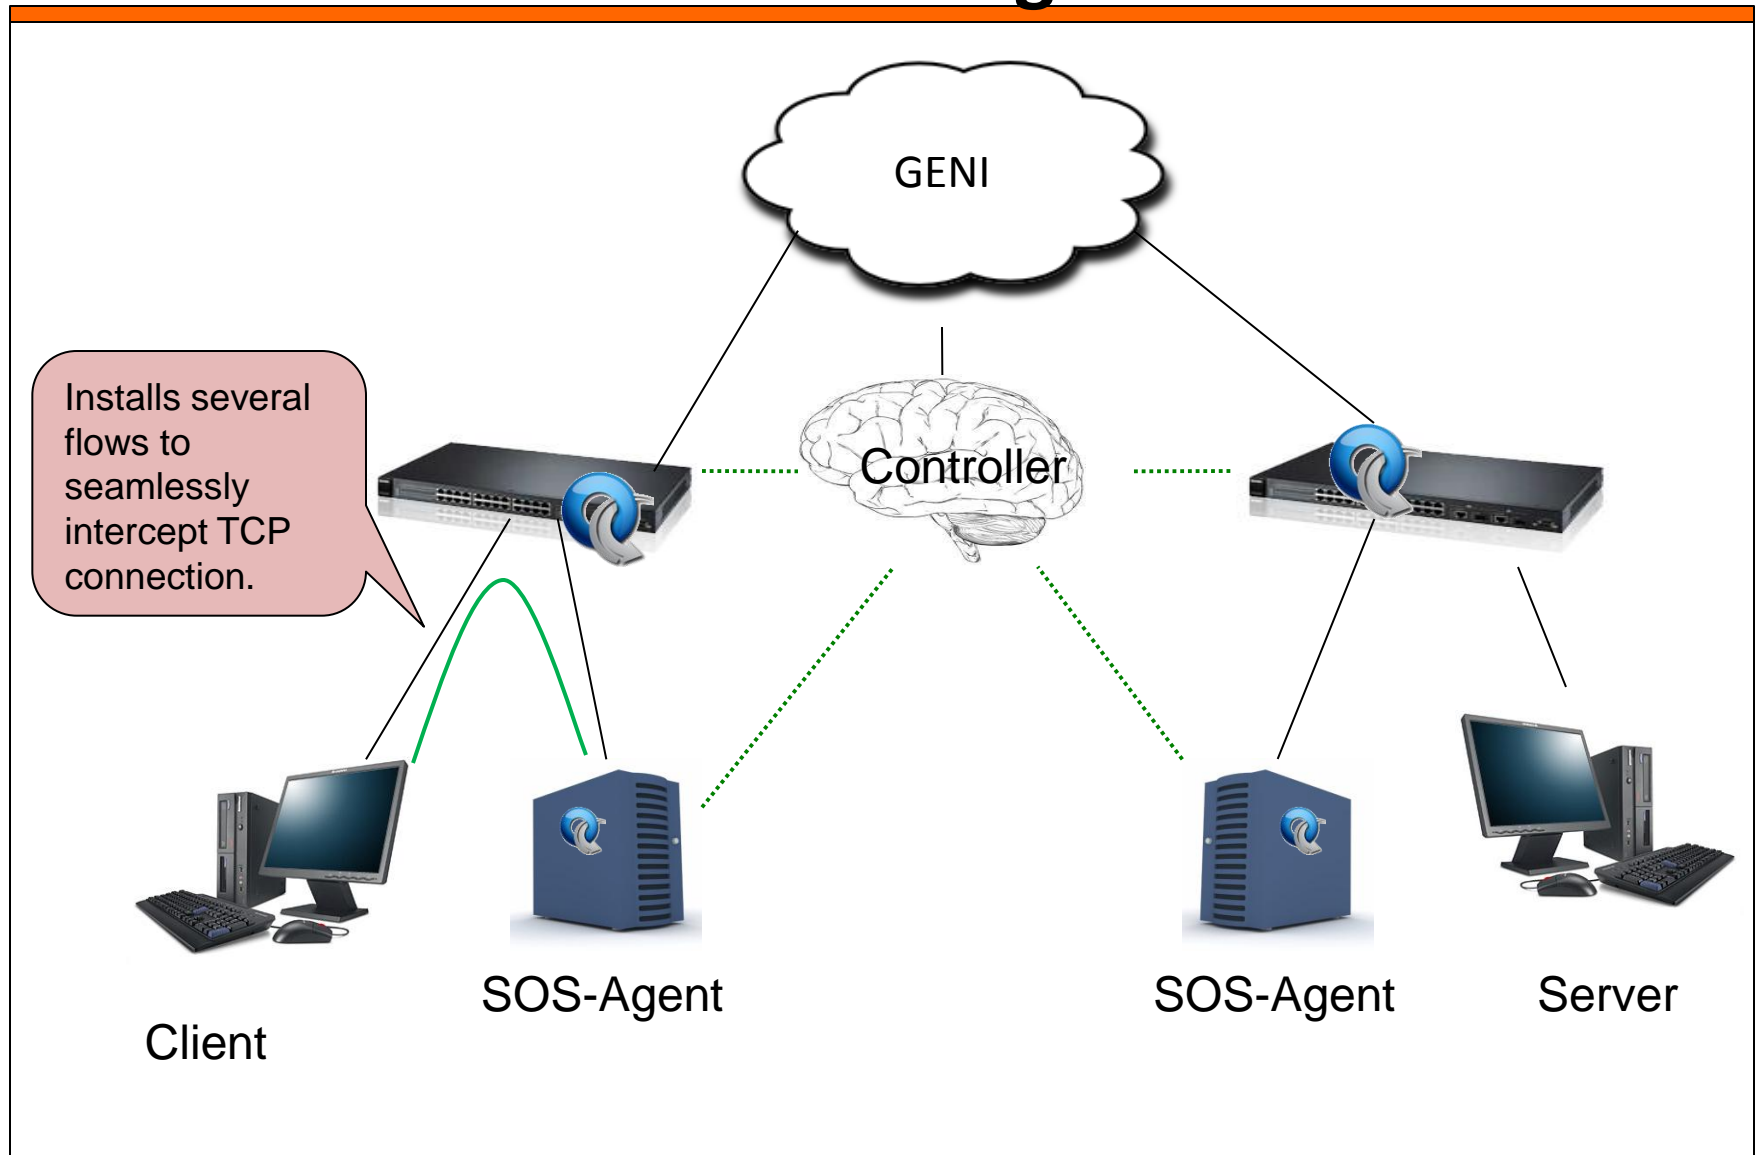 GENI
Installs several
flows to
seamlessly
intercept TCP
connection.
Controller
SOS-Agent
SOS-Agent
Server
Client